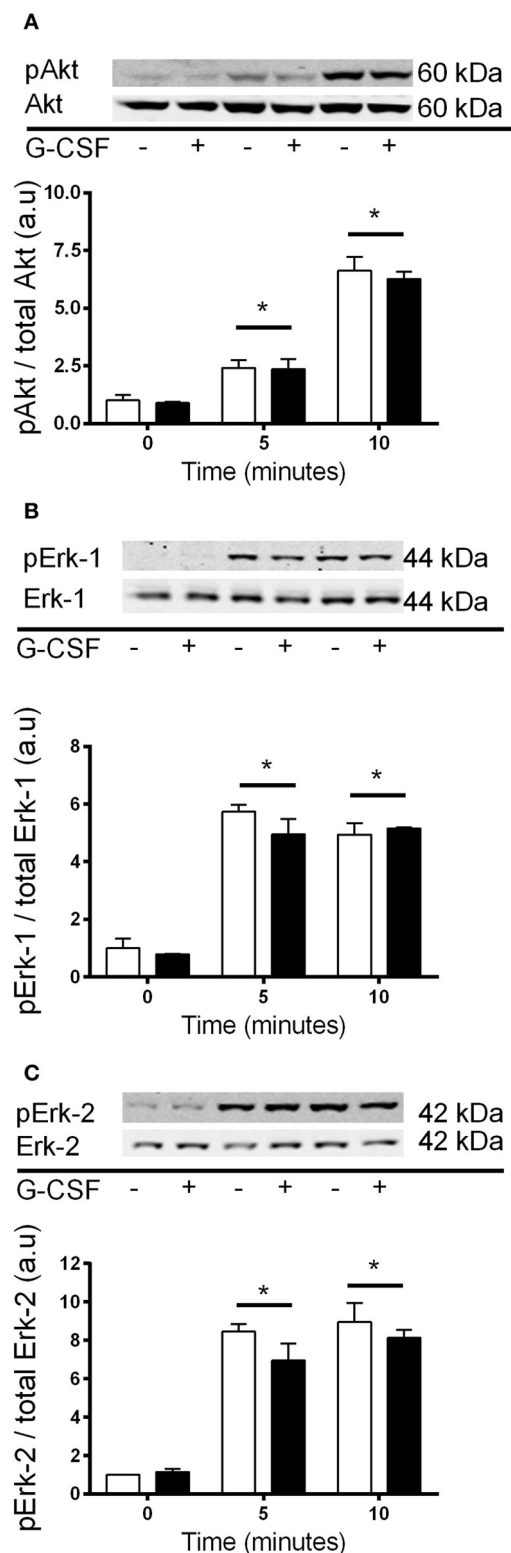 A
pAkt 60 kDa
Akt 60 kDa
G-CSF - + - + - +
pAkt / total Akt (a.u)
10.0
7.5
5.0
2.5
0.0
* *
0 5 10
Time (minutes)
B
pErk-1 44 kDa
Erk-1 44 kDa
G-CSF - + - + - +
pErk-1 / total Erk-1 (a.u)
8
6
4
2
0
* *
0 5 10
Time (minutes)
C
pErk-2 42 kDa
Erk-2 42 kDa
G-CSF - + - + - +
pErk-2 / total Erk-2 (a.u)
12
10
8
6
4
2
0
* *
0 5 10
Time (minutes)